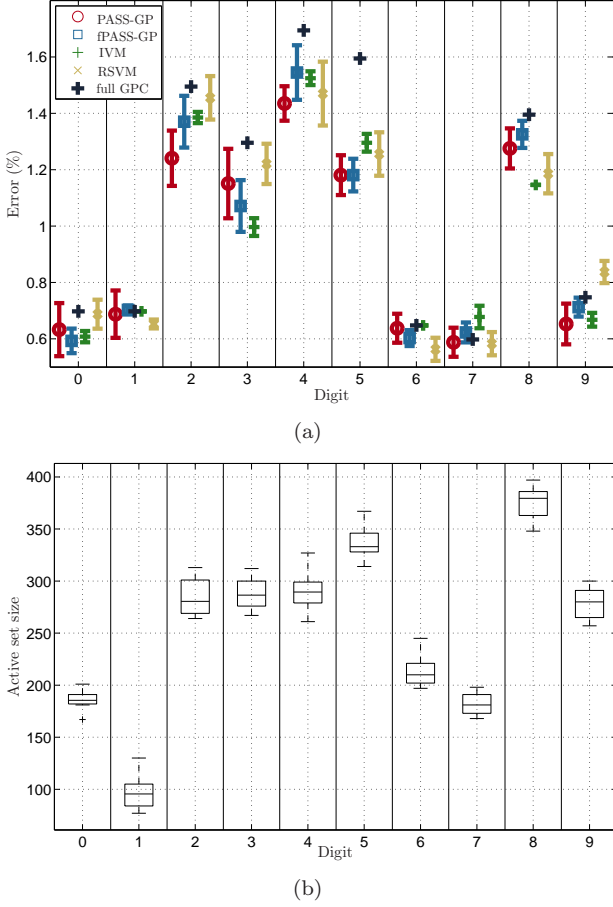 PASS-GP
fPASS-GP
IVM
RSVM
full GPC
1.6
1.4
1.2
1
0.8
0.6
Error (%)
0 1 2 3 4 5 6 7 8 9
Digit
(a)
400
350
300
250
200
150
100
Active set size
0 1 2 3 4 5 6 7 8 9
Digit
(b)